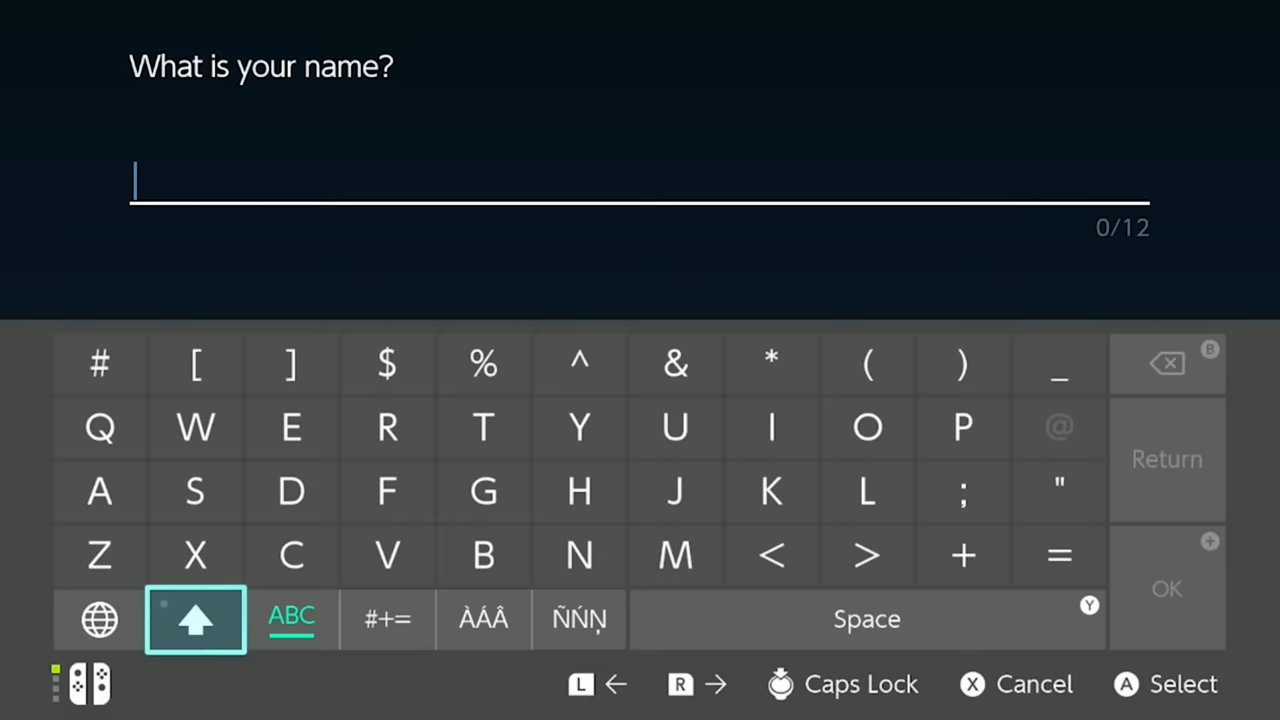 What is your name?
0/12
# [ ] $ % ^ & * ( ) _ B
Q W E R T Y U I O P @
A S D F G H J K L ; " Return
Z X C V B N M < > + = +
ABC #+= ÀÁÂ ÑŃŅ Space Y OK
L ← R → Caps Lock X Cancel A Select